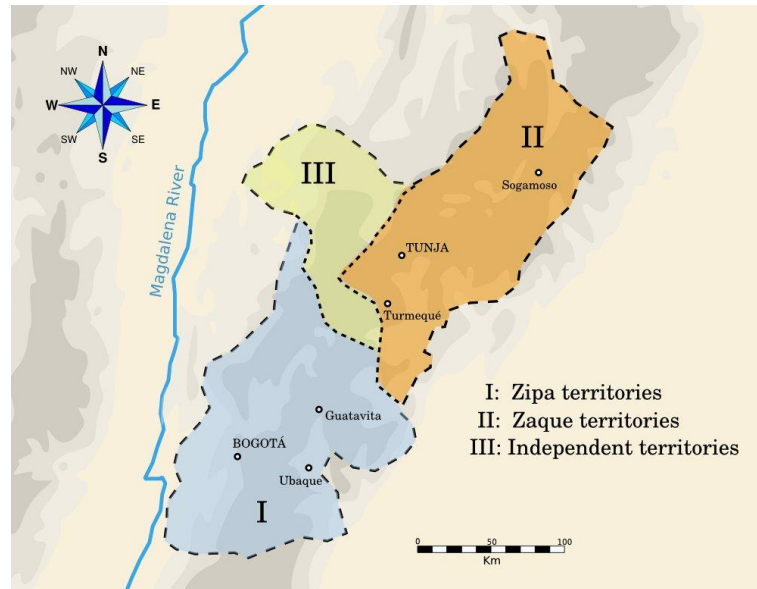 N
NW
NE
W
E
SW
SE
S
Magdalena River
III
II
Sogamoso
TUNJA
Turmequé
Guatavita
BOGOTÁ
Ubaque
I
I: Zipa territories
II: Zaque territories
III: Independent territories
0 50 100
Km